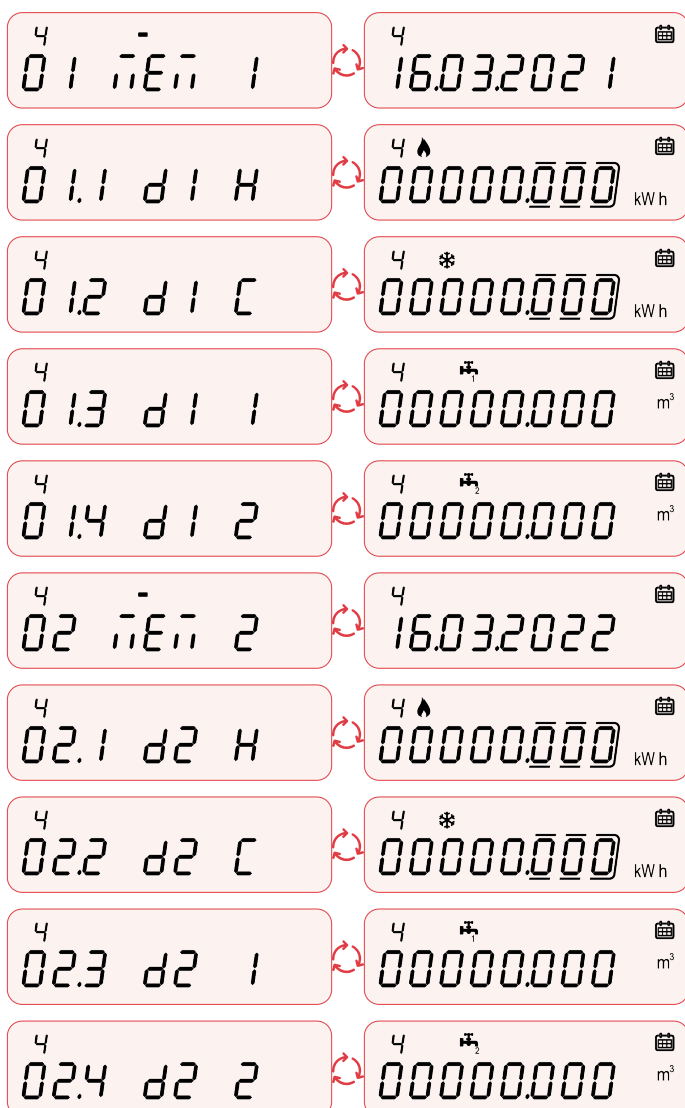 4
01 -MEM 1
4
16.03.2021
4
01.1 d1 H
4
00000.000 kWh
4
01.2 d1 C
4
00000.000 kWh
4
01.3 d1 1
4 1
00000.000 m³
4
01.4 d1 2
4 2
00000.000 m³
4
02 -MEM 2
4
16.03.2022
4
02.1 d2 H
4
00000.000 kWh
4
02.2 d2 C
4
00000.000 kWh
4
02.3 d2 1
4 1
00000.000 m³
4
02.4 d2 2
4 2
00000.000 m³